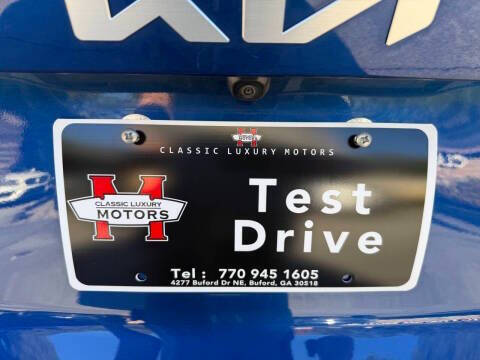 KIA
CLASSIC LUXURY MOTORS
CLASSIC LUXURY
MOTORS
Test
Drive
Tel : 770 945 1605
4277 Buford Dr NE, Buford, GA 30518